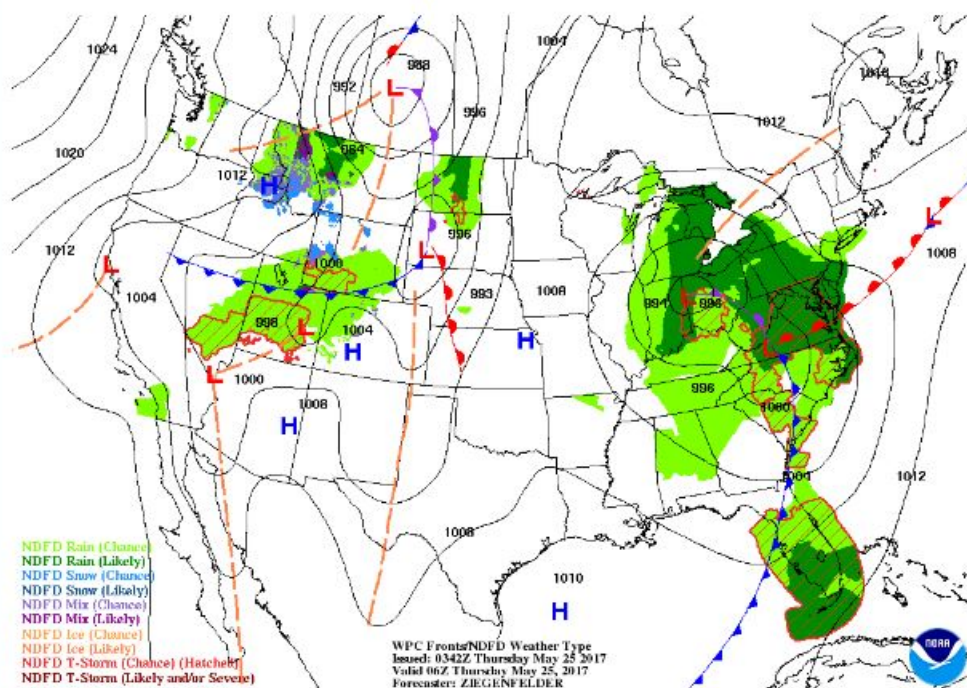 1024
988
1004
1016
992
996
1012
984
1020
1012
H
996
L
1012
L
1008
1000
L
993
1008
994
996
L
1008
1004
998
L
1004
H
H
L
1000
996
1008
1000
H
1004
1012
1008
1010
H
NDFD Rain (Chance)
NDFD Rain (Likely)
NDFD Snow (Chance)
NDFD Snow (Likely)
NDFD Mix (Chance)
NDFD Mix (Likely)
NDFD Ice (Chance)
NDFD Ice (Likely)
NDFD T-Storm (Chance) (Hatched)
NDFD T-Storm (Likely and/or Severe)
WPC Fronts/NDFD Weather Type
Issued: 0342Z Thursday May 25 2017
Valid 06Z Thursday May 25, 2017
Forecaster: ZIEGENFELDER
NOAA